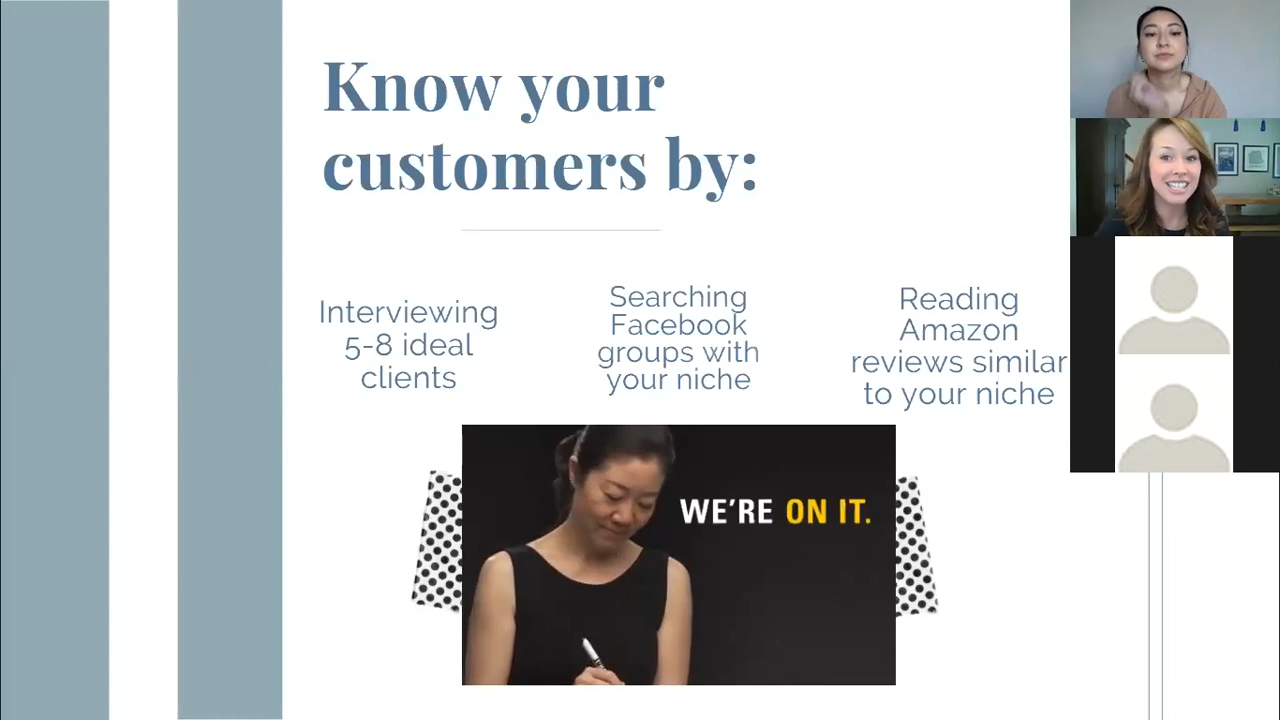 Know your
customers by:
Interviewing
5-8 ideal
clients
Searching
Facebook
groups with
your niche
Reading
Amazon
reviews similar
to your niche
WE'RE ON IT.